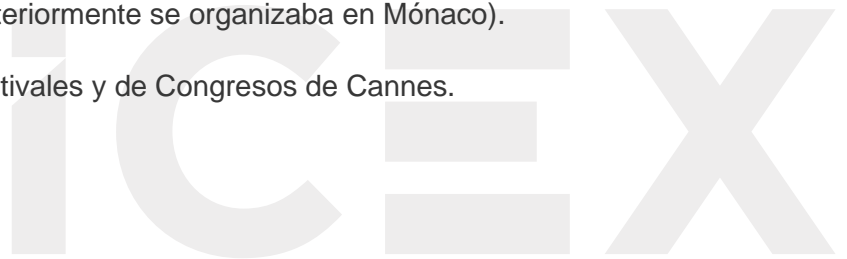 teriormente se organizaba en Mónaco).
tivales y de Congresos de Cannes.
iCEX